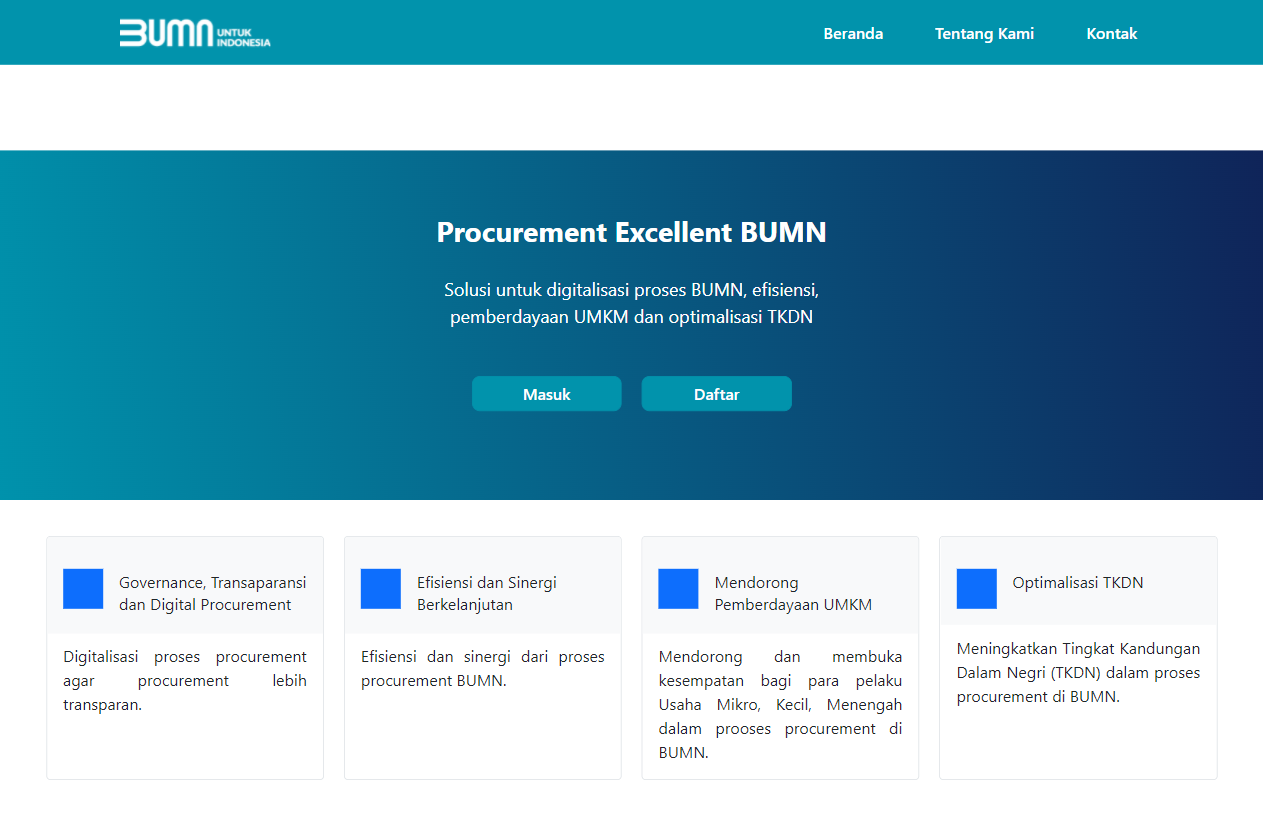 BUMN UNTUK INDONESIA
Beranda Tentang Kami Kontak
Procurement Excellent BUMN
Solusi untuk digitalisasi proses BUMN, efisiensi,
pemberdayaan UMKM dan optimalisasi TKDN
Masuk Daftar
Governance, Transaparansi
dan Digital Procurement
Digitalisasi proses procurement
agar procurement lebih
transparan.
Efisiensi dan Sinergi
Berkelanjutan
Efisiensi dan sinergi dari proses
procurement BUMN.
Mendorong
Pemberdayaan UMKM
Mendorong dan membuka
kesempatan bagi para pelaku
Usaha Mikro, Kecil, Menengah
dalam prooses procurement di
BUMN.
Optimalisasi TKDN
Meningkatkan Tingkat Kandungan
Dalam Negri (TKDN) dalam proses
procurement di BUMN.